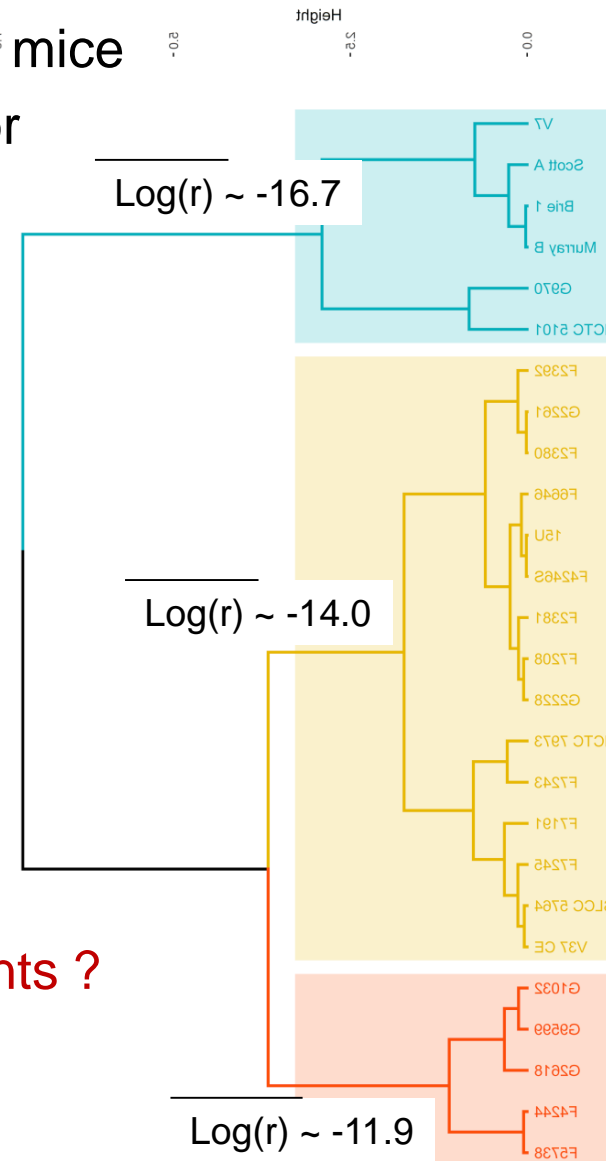 Height
5.0 -
2.5 -
0.0 -
mice
or
Log(r) ~ -16.7
V7
Scott A
Brie 1
Murray B
G970
CTC 5101
F2392
G2261
F2380
F6646
15U
F4246S
F2381
F7208
G2228
CTC 7973
F7243
F7191
F7245
SLCC 5764
V37 CE
Log(r) ~ -14.0
nts ?
G1032
G9599
G2618
F4244
F5738
Log(r) ~ -11.9